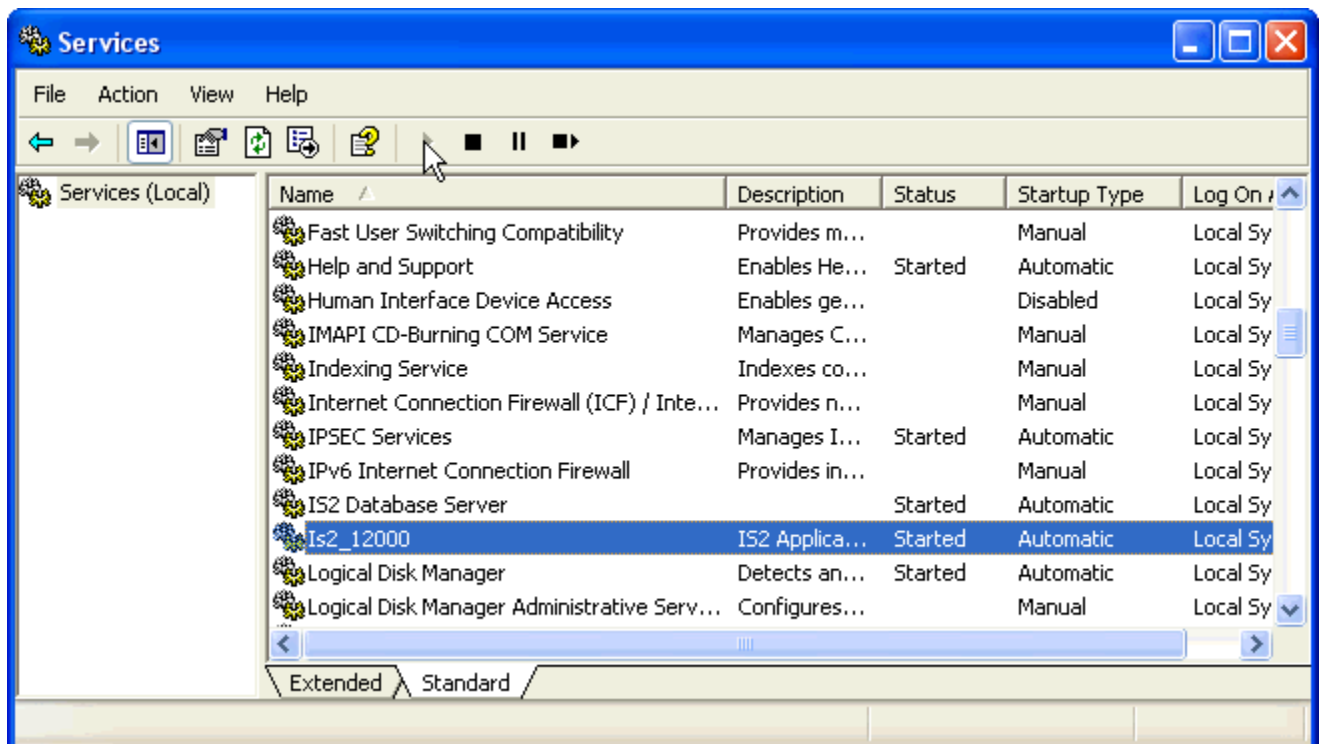 Services
File Action View Help
Services (Local)
Name Description Status Startup Type Log On A
Fast User Switching Compatibility Provides m... Manual Local Sy
Help and Support Enables He... Started Automatic Local Sy
Human Interface Device Access Enables ge... Disabled Local Sy
IMAPI CD-Burning COM Service Manages C... Manual Local Sy
Indexing Service Indexes co... Manual Local Sy
Internet Connection Firewall (ICF) / Inte... Provides n... Manual Local Sy
IPSEC Services Manages I... Started Automatic Local Sy
IPv6 Internet Connection Firewall Provides in... Manual Local Sy
IS2 Database Server Started Automatic Local Sy
Is2_12000 IS2 Applica... Started Automatic Local Sy
Logical Disk Manager Detects an... Started Automatic Local Sy
Logical Disk Manager Administrative Serv... Configures... Manual Local Sy
Extended Standard